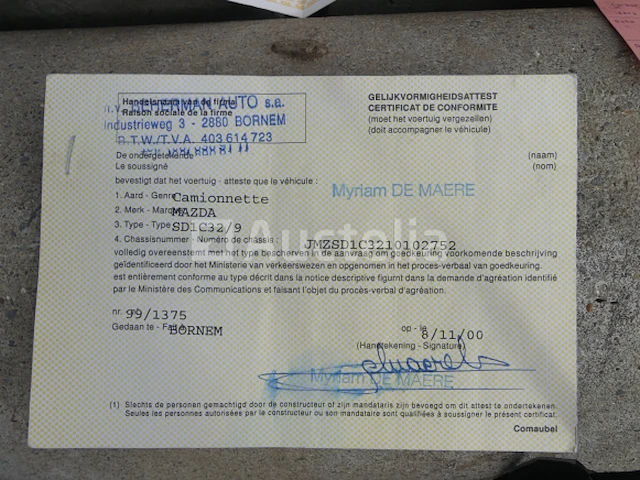 Handelsnaam van de firma
n.v. GEHERMAN AUTO s.a.
Raison sociale de la firme
Industrieweg 3 - 2880 BORNEM
B.T.W./T.V.A. 403 614 723
GELIJKVORMIGHEIDSATTEST
CERTIFICAT DE CONFORMITE
(moet het voertuig vergezellen)
(doit accompagner le véhicule)
De ondergetekende (naam)
Le soussigné (nom)
Myriam DE MAERE
bevestigt dat het voertuig - atteste que le véhicule :
1. Aard - Genre Camionnette
2. Merk - Marque MAZDA
3. Type - Type SD1C32/9
4. Chassisnummer - Numéro de châssis : JMZSD1C3210102752
Auctelia
volledig overeenstemt met het type beschreven in de aanvraam om goedkeuring voorkomende beschrijving
geïdentificeerd door het Ministerie van verkeerswezen en opgenomen in het proces-verbaal van goedkeuring.
est entièrement conforme au type décrit dans la notice descriptive figurnt dans la demande d'agréation identifié
par le Ministère des Communications et faisant l'objet du procès-verbal d'agréation.
nr. 99/1375
Gedaan te - Fait à BORNEM
op - le 8/11/00
(Handtekening - Signature)
Myriam DE MAERE
(1) Slechts de personen gemachtigd door de constructeur of zijn mandataris zijn bevoegd om dit attest te ondertekenen.
Seules les personnes autorisées par le constructeur ou son mandataire sont qualifiées à soussigner le présent certificat.
Comaubel